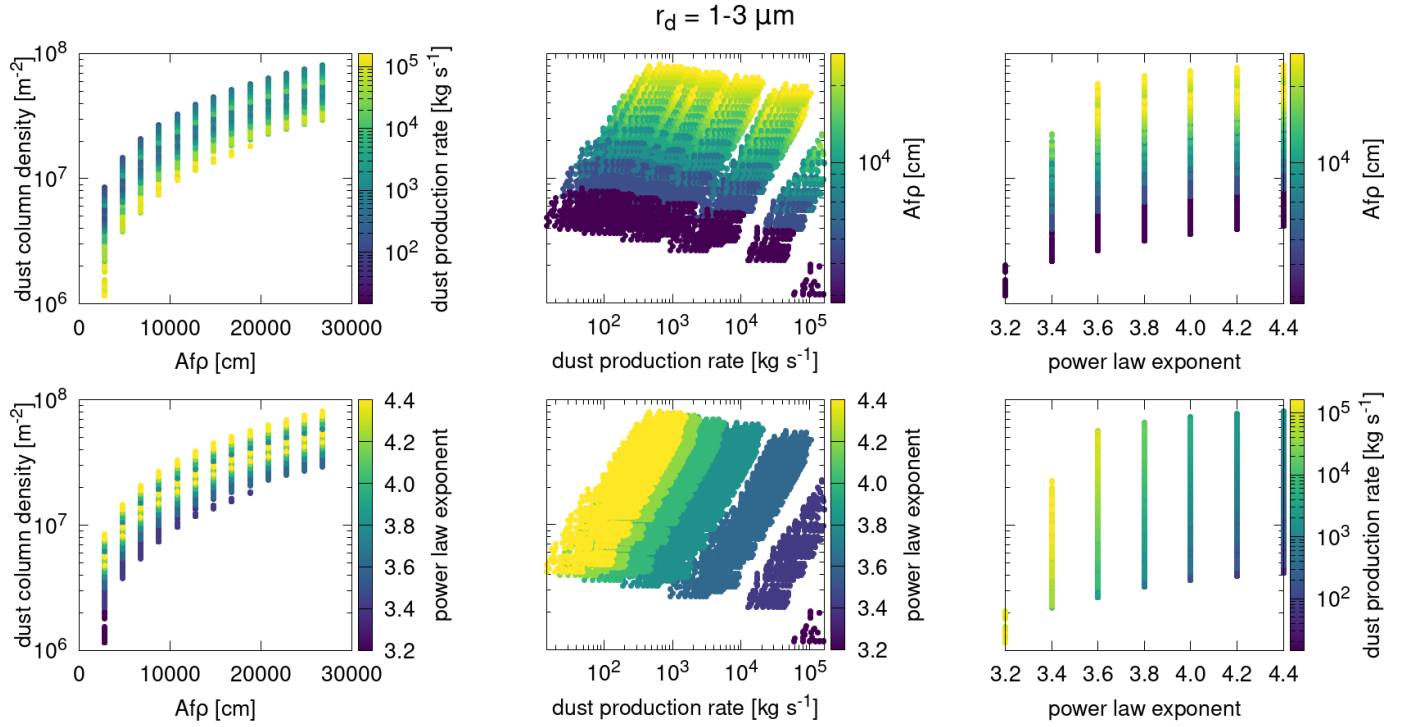 r_d = 1-3 μm
dust column density [m^-2]
10^8
10^7
10^6
0 10000 20000 30000
Afρ [cm]
10^5
10^4
10^3
10^2
dust production rate [kg s^-1]
10^2 10^3 10^4 10^5
dust production rate [kg s^-1]
10^4
Afρ [cm]
3.2 3.4 3.6 3.8 4.0 4.2 4.4
power law exponent
10^4
Afρ [cm]
dust column density [m^-2]
10^8
10^7
10^6
0 10000 20000 30000
Afρ [cm]
4.4
4.2
4.0
3.8
3.6
3.4
3.2
power law exponent
10^2 10^3 10^4 10^5
dust production rate [kg s^-1]
4.4
4.2
4.0
3.8
3.6
3.4
3.2
power law exponent
3.2 3.4 3.6 3.8 4.0 4.2 4.4
power law exponent
10^5
10^4
10^3
10^2
dust production rate [kg s^-1]